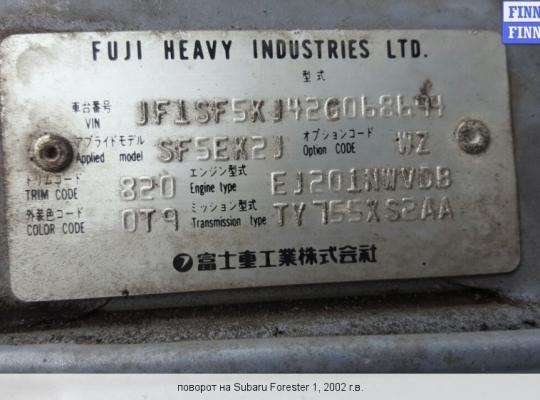 FINN
FINN
FUJI HEAVY INDUSTRIES LTD.
型式
車台番号
VIN JF1SF5KJ42G068694
アプライドモデル オプションコード
Applied model SF5EK2J Option CODE WZ
トリムコード エンジン型式
TRIM CODE 820 Engine type EJ201NWVDB
外装色コード ミッション型式
COLOR CODE 0T9 Transmission type TY755XS2AA
富士重工業株式会社
поворот на Subaru Forester 1, 2002 г.в.